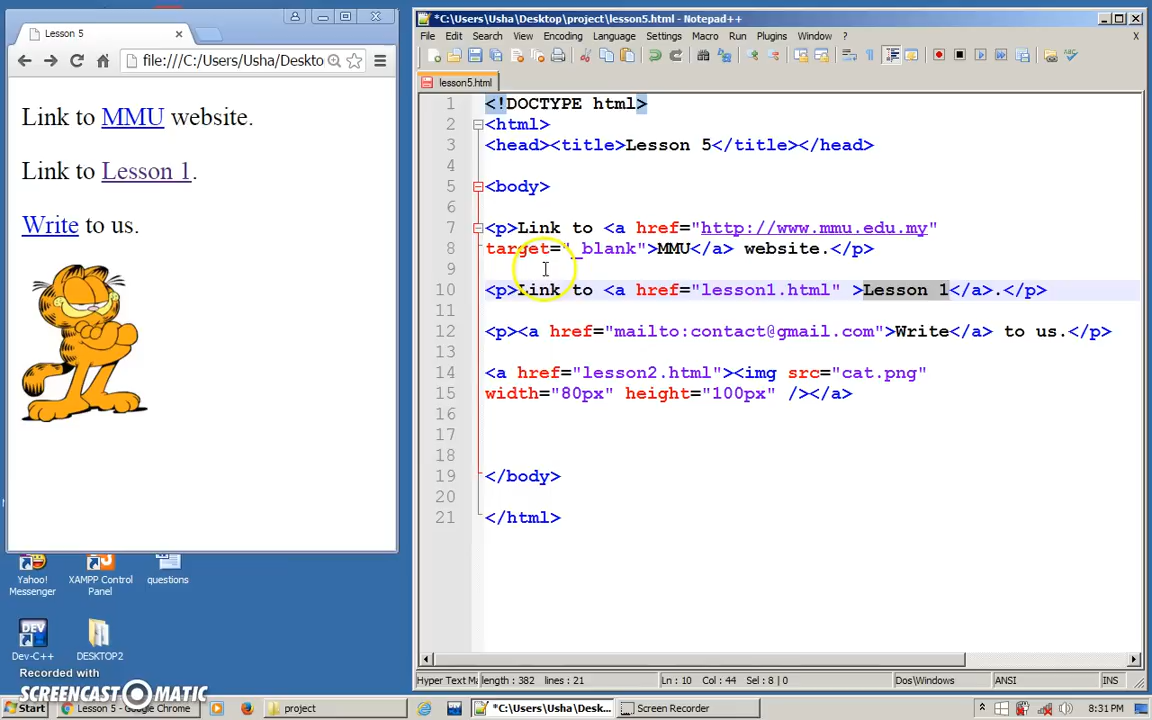 Lesson 5
file:///C:/Users/Usha/Deskto
Link to MMU website.
Link to Lesson 1.
Write to us.
Yahoo! Messenger
XAMPP Control Panel
questions
Dev-C++
DESKTOP2
Recorded with
SCREENCAST-O-MATIC
*C:\Users\Usha\Desktop\project\lesson5.html - Notepad++
File Edit Search View Encoding Language Settings Macro Run Plugins Window ? X
lesson5.html
1 <!DOCTYPE html>
2 <html>
3 <head><title>Lesson 5</title></head>
4
5 <body>
6
7 <p>Link to <a href="http://www.mmu.edu.my"
8 target="_blank">MMU</a> website.</p>
9
10 <p>Link to <a href="lesson1.html" >Lesson 1</a>.</p>
11
12 <p><a href="mailto:contact@gmail.com">Write</a> to us.</p>
13
14 <a href="lesson2.html"><img src="cat.png"
15 width="80px" height="100px" /></a>
16
17
18
19 </body>
20
21 </html>
Hyper Text Ma length : 382 lines : 21 Ln : 10 Col : 44 Sel : 8 | 0 Dos\Windows ANSI INS
Start Lesson 5 - Google Chrome project *C:\Users\Usha\Desk... Screen Recorder 8:31 PM